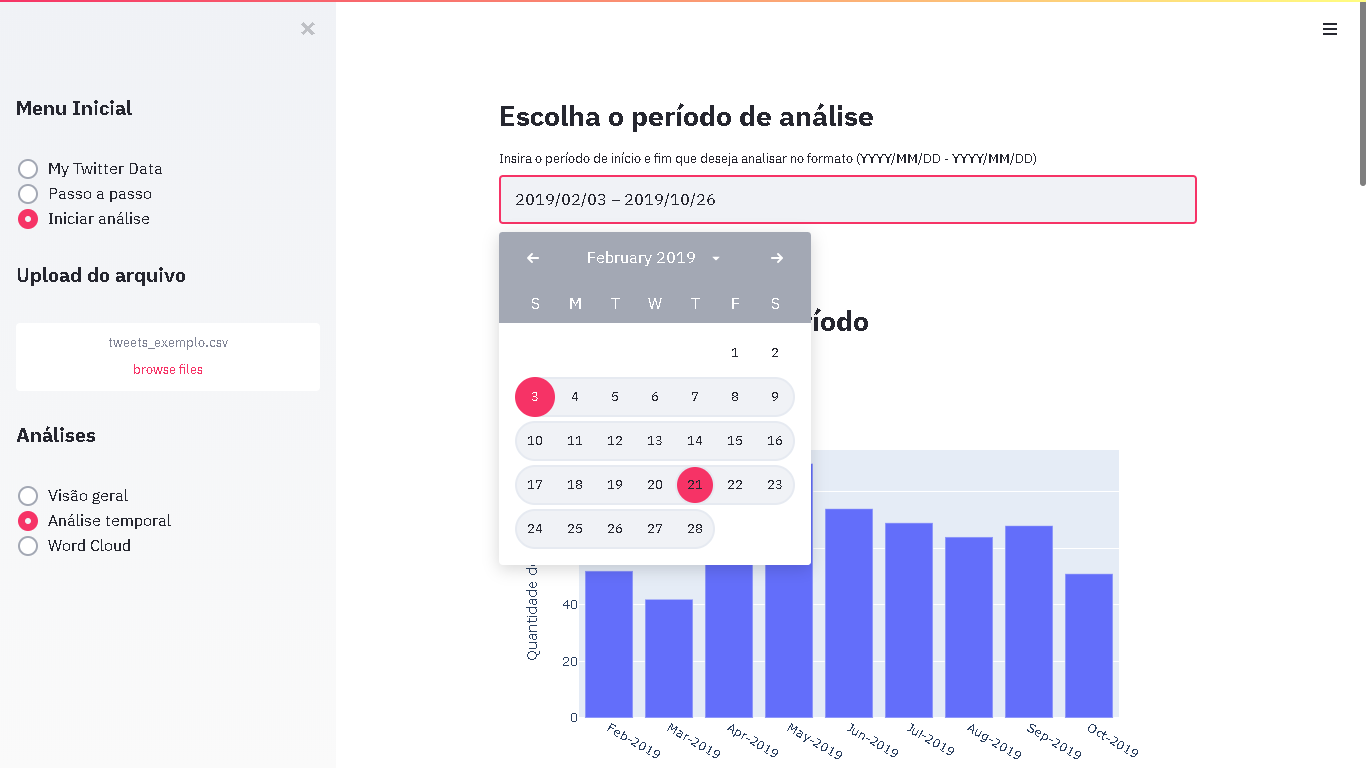 ×
Menu Inicial
My Twitter Data
Passo a passo
Iniciar análise
Upload do arquivo
tweets_exemplo.csv
browse files
Análises
Visão geral
Análise temporal
Word Cloud
Escolha o período de análise
Insira o período de início e fim que deseja analisar no formato (YYYY/MM/DD - YYYY/MM/DD)
2019/02/03 – 2019/10/26
February 2019
S M T W T F S
1 2
3 4 5 6 7 8 9
10 11 12 13 14 15 16
17 18 19 20 21 22 23
24 25 26 27 28
ríodo
Quantidade d
40
20
0
Feb-2019 Mar-2019 Apr-2019 May-2019 Jun-2019 Jul-2019 Aug-2019 Sep-2019 Oct-2019